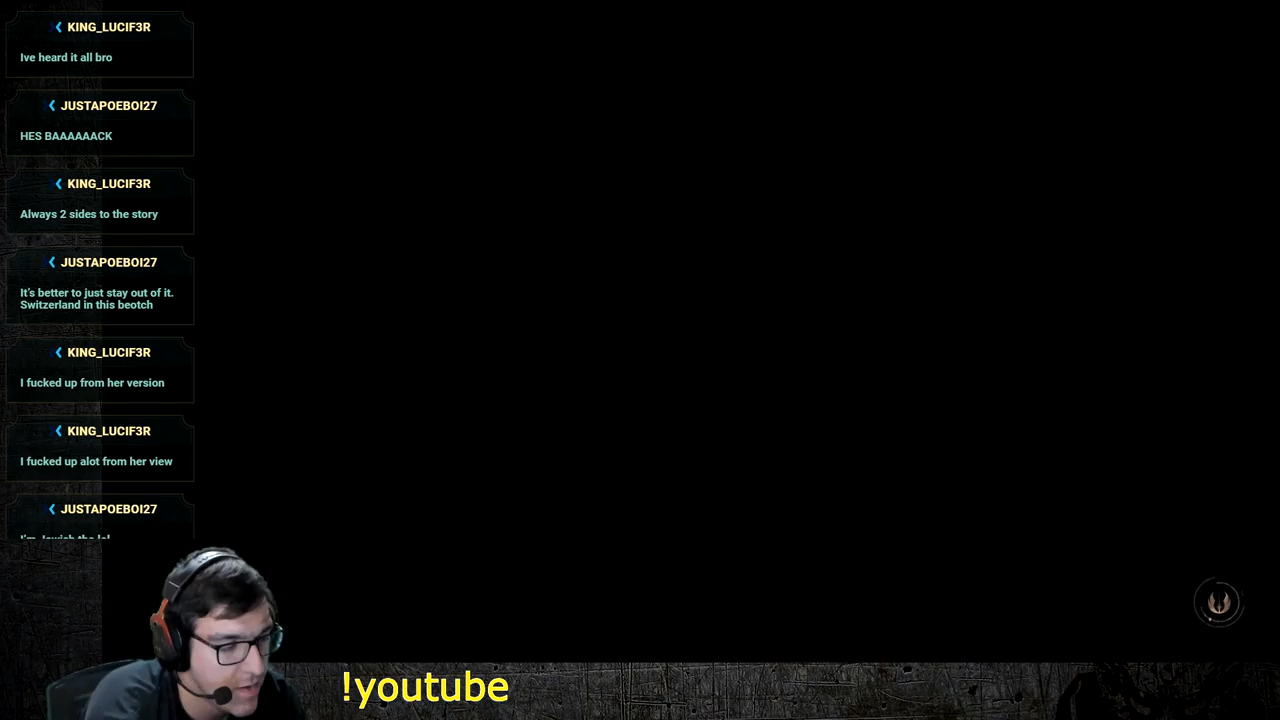 KING_LUCIF3R
Ive heard it all bro
JUSTAPOEBOI27
HES BAAAAAACK
KING_LUCIF3R
Always 2 sides to the story
JUSTAPOEBOI27
It's better to just stay out of it.
Switzerland in this beotch
KING_LUCIF3R
I fucked up from her version
KING_LUCIF3R
I fucked up alot from her view
JUSTAPOEBOI27
!youtube